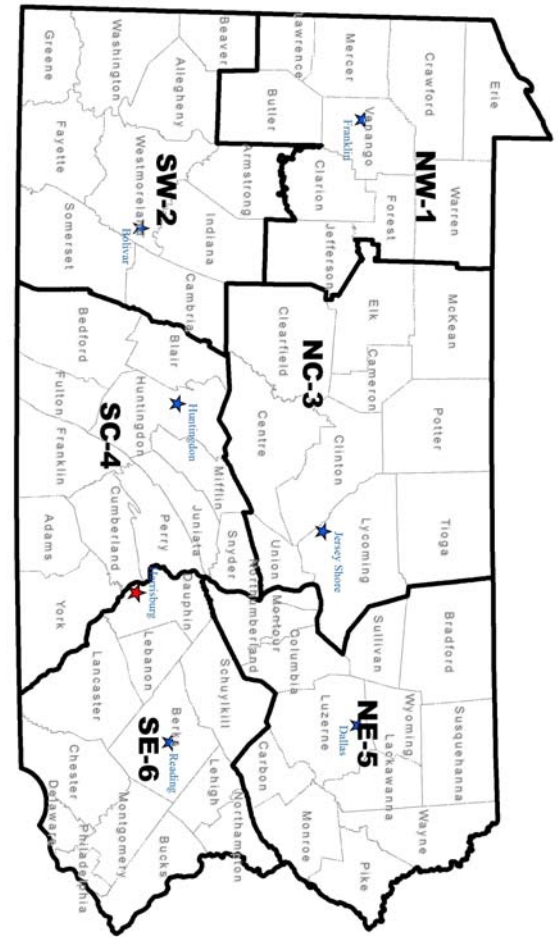 Erie
Crawford
Mercer
Lawrence
Venango
Franklin
Butler
NW-1
Warren
Forest
Clarion
Jefferson
Beaver
Allegheny
Washington
Greene
Armstrong
Indiana
SW-2
Westmoreland
Bolivar
Fayette
Somerset
Cambria
McKean
Elk
Cameron
Potter
Clearfield
NC-3
Centre
Clinton
Tioga
Lycoming
Jersey Shore
Union
Northumberland
Snyder
Blair
Bedford
Huntingdon
Huntingdon
Fulton
SC-4
Franklin
Mifflin
Juniata
Perry
Cumberland
Adams
York
Bradford
Sullivan
Montour
Columbia
Susquehanna
Wyoming
Lackawanna
NE-5
Dallas
Luzerne
Wayne
Carbon
Monroe
Pike
Dauphin
Harrisburg
Lebanon
Lancaster
Schuylkill
Berks
Reading
SE-6
Lehigh
Northampton
Chester
Montgomery
Bucks
Delaware
Philadelphia